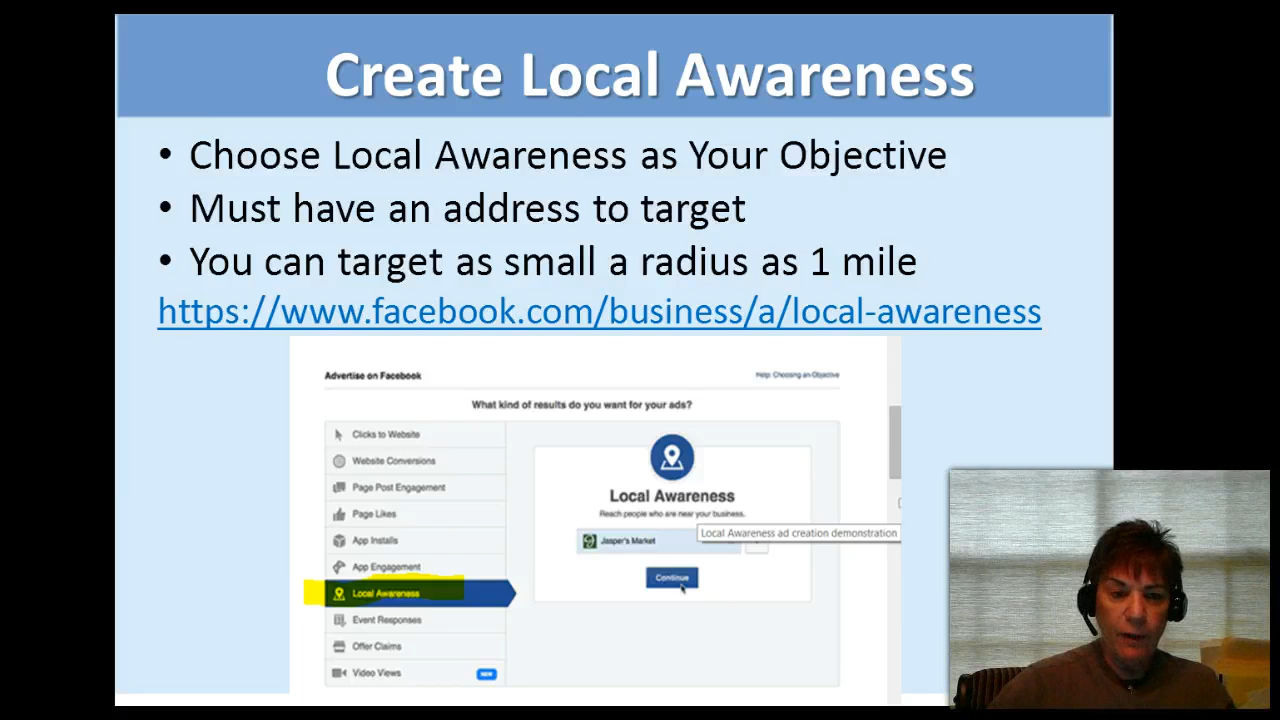 Create Local Awareness
• Choose Local Awareness as Your Objective
• Must have an address to target
• You can target as small a radius as 1 mile
https://www.facebook.com/business/a/local-awareness
Advertise on Facebook
Help: Choosing an Objective
What kind of results do you want for your ads?
Clicks to Website
Website Conversions
Page Post Engagement
Page Likes
App Installs
App Engagement
Local Awareness
Event Responses
Offer Claims
Video Views
NEW
Local Awareness
Reach people who are near your business.
Local Awareness ad creation demonstration
Jasper's Market
Continue